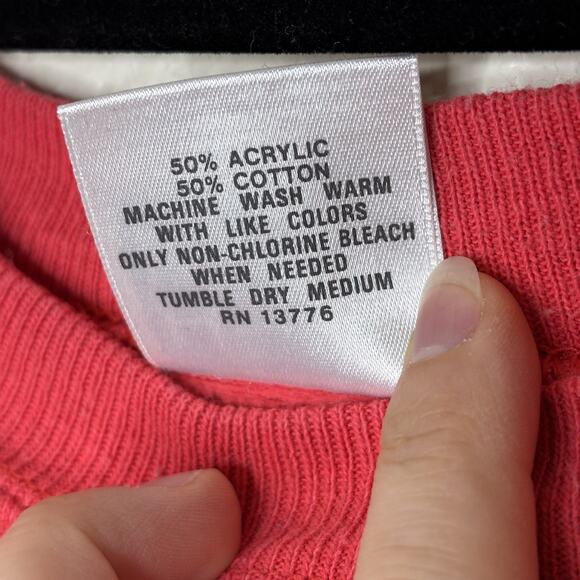 50% ACRYLIC
50% COTTON
MACHINE WASH WARM
WITH LIKE COLORS
ONLY NON-CHLORINE BLEACH
WHEN NEEDED
TUMBLE DRY MEDIUM
RN 13776